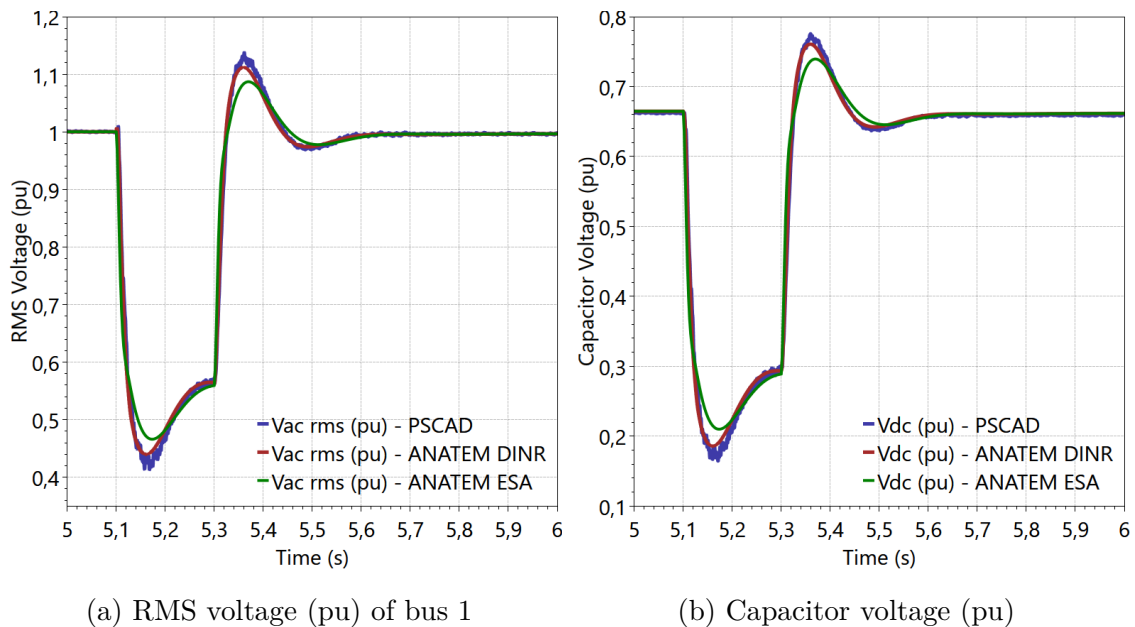 1,2
1,1
1
0,9
0,8
0,7
0,6
0,5
0,4
RMS Voltage (pu)
Vac rms (pu) - PSCAD
Vac rms (pu) - ANATEM DINR
Vac rms (pu) - ANATEM ESA
5 5,1 5,2 5,3 5,4 5,5 5,6 5,7 5,8 5,9 6
Time (s)
(a) RMS voltage (pu) of bus 1
0,8
0,7
0,6
0,5
0,4
0,3
0,2
0,1
Capacitor Voltage (pu)
Vdc (pu) - PSCAD
Vdc (pu) - ANATEM DINR
Vdc (pu) - ANATEM ESA
5 5,1 5,2 5,3 5,4 5,5 5,6 5,7 5,8 5,9 6
Time (s)
(b) Capacitor voltage (pu)